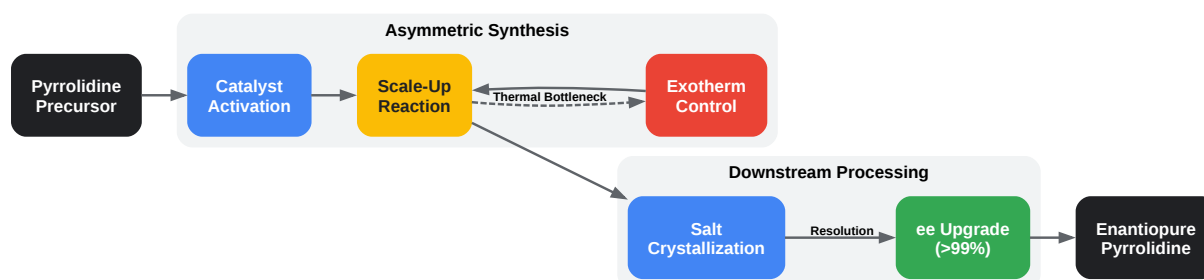 Asymmetric Synthesis
Pyrrolidine
Precursor
Catalyst
Activation
Scale-Up
Reaction
Thermal Bottleneck
Exotherm
Control
Downstream Processing
Salt
Crystallization
Resolution
ee Upgrade
(>99%)
Enantiopure
Pyrrolidine